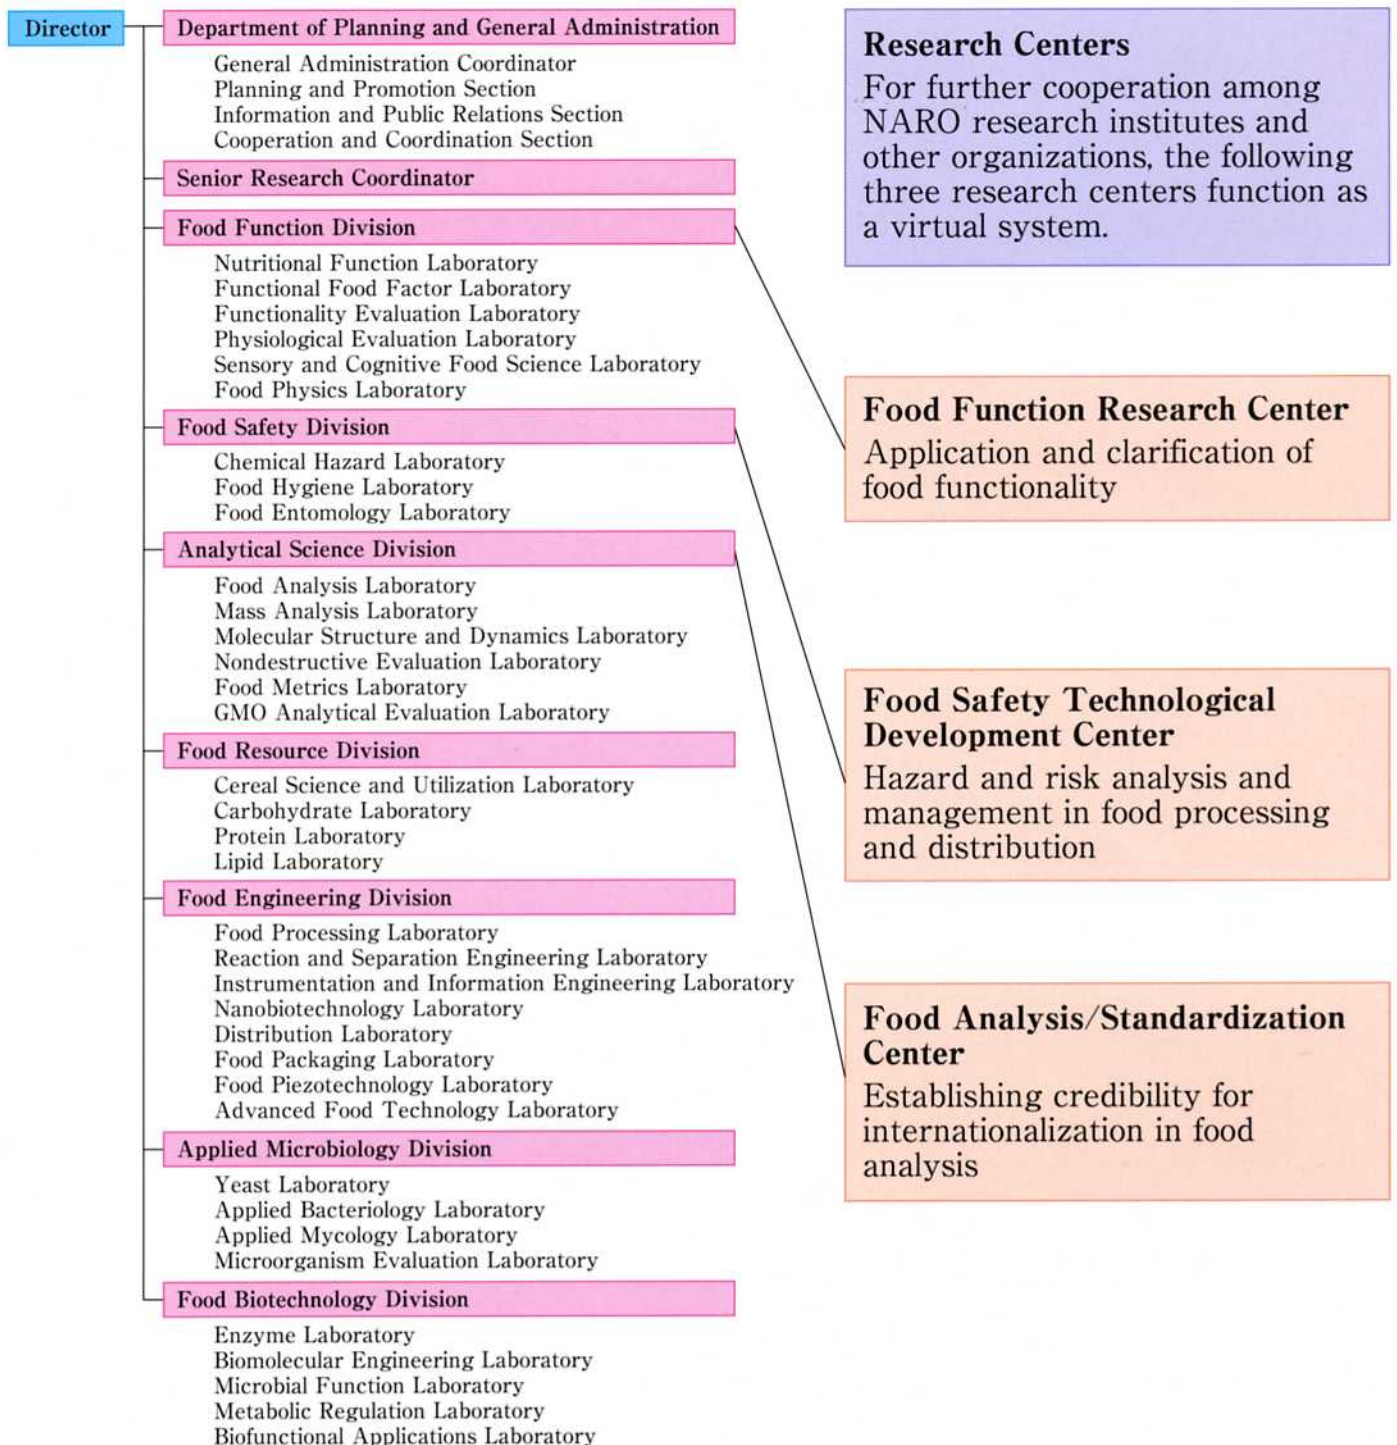 Director
Department of Planning and General Administration
General Administration Coordinator
Planning and Promotion Section
Information and Public Relations Section
Cooperation and Coordination Section
Senior Research Coordinator
Food Function Division
Nutritional Function Laboratory
Functional Food Factor Laboratory
Functionality Evaluation Laboratory
Physiological Evaluation Laboratory
Sensory and Cognitive Food Science Laboratory
Food Physics Laboratory
Food Safety Division
Chemical Hazard Laboratory
Food Hygiene Laboratory
Food Entomology Laboratory
Analytical Science Division
Food Analysis Laboratory
Mass Analysis Laboratory
Molecular Structure and Dynamics Laboratory
Nondestructive Evaluation Laboratory
Food Metrics Laboratory
GMO Analytical Evaluation Laboratory
Food Resource Division
Cereal Science and Utilization Laboratory
Carbohydrate Laboratory
Protein Laboratory
Lipid Laboratory
Food Engineering Division
Food Processing Laboratory
Reaction and Separation Engineering Laboratory
Instrumentation and Information Engineering Laboratory
Nanobiotechnology Laboratory
Distribution Laboratory
Food Packaging Laboratory
Food Piezotechnology Laboratory
Advanced Food Technology Laboratory
Applied Microbiology Division
Yeast Laboratory
Applied Bacteriology Laboratory
Applied Mycology Laboratory
Microorganism Evaluation Laboratory
Food Biotechnology Division
Enzyme Laboratory
Biomolecular Engineering Laboratory
Microbial Function Laboratory
Metabolic Regulation Laboratory
Biofunctional Applications Laboratory
Research Centers
For further cooperation among
NARO research institutes and
other organizations, the following
three research centers function as
a virtual system.
Food Function Research Center
Application and clarification of
food functionality
Food Safety Technological
Development Center
Hazard and risk analysis and
management in food processing
and distribution
Food Analysis/Standardization
Center
Establishing credibility for
internationalization in food
analysis